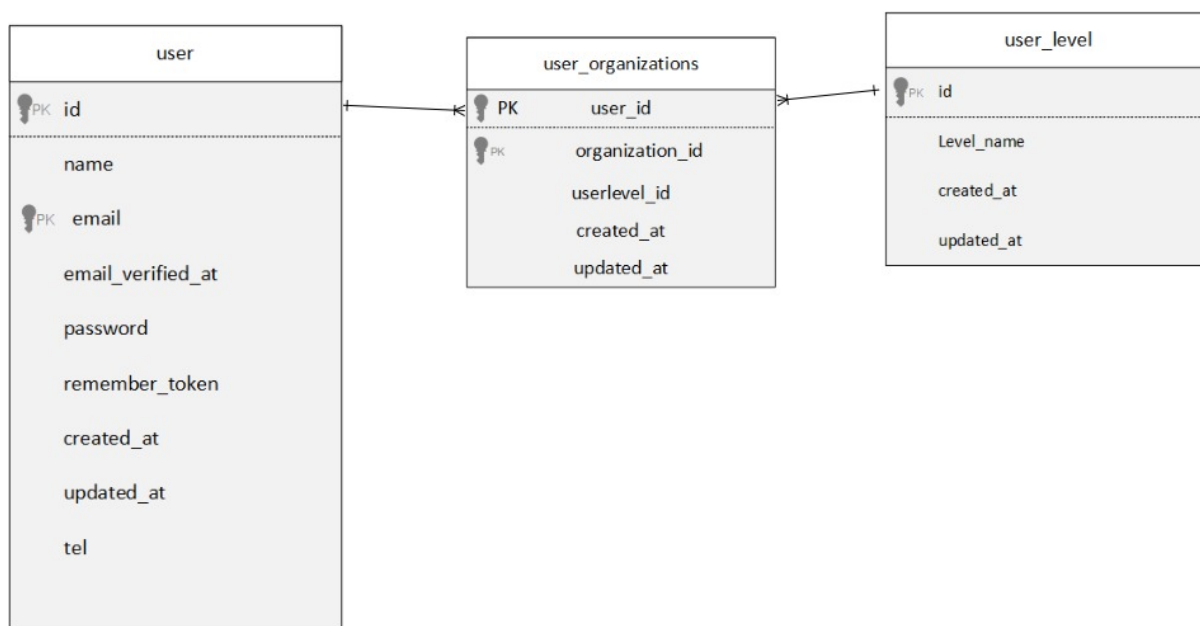 user
PK id
name
PK email
email_verified_at
password
remember_token
created_at
updated_at
tel
user_organizations
PK user_id
PK organization_id
userlevel_id
created_at
updated_at
user_level
PK id
Level_name
created_at
updated_at